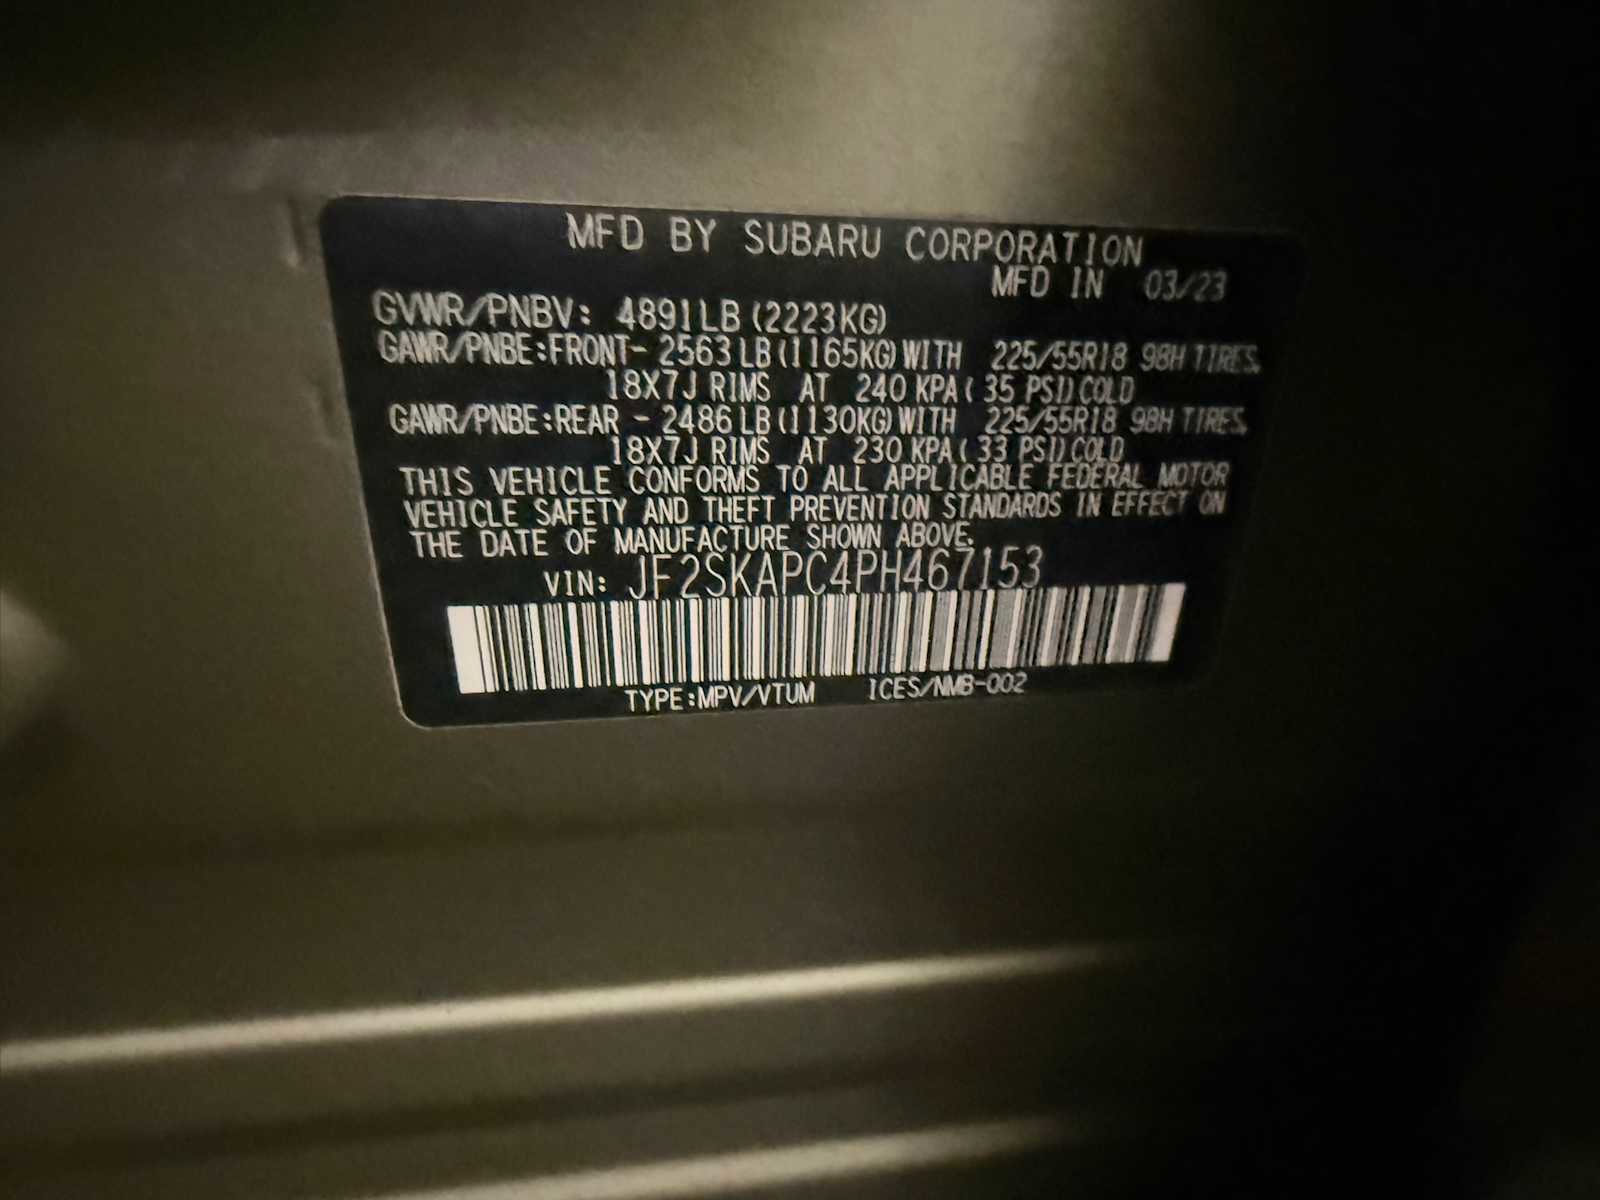 MFD BY SUBARU CORPORATION
MFD IN 03/23
GVWR/PNBV: 4891LB (2223KG)
GAWR/PNBE:FRONT- 2563 LB (1165KG) WITH 225/55R18 98H TIRES,
18X7J RIMS AT 240 KPA ( 35 PSI) COLD
GAWR/PNBE:REAR - 2486 LB (1130KG) WITH 225/55R18 98H TIRES,
18X7J RIMS AT 230 KPA ( 33 PSI) COLD
THIS VEHICLE CONFORMS TO ALL APPLICABLE FEDERAL MOTOR
VEHICLE SAFETY AND THEFT PREVENTION STANDARDS IN EFFECT ON
THE DATE OF MANUFACTURE SHOWN ABOVE.
VIN: JF2SKAPC4PH467153
TYPE:MPV/VTUM ICES/NMB-002